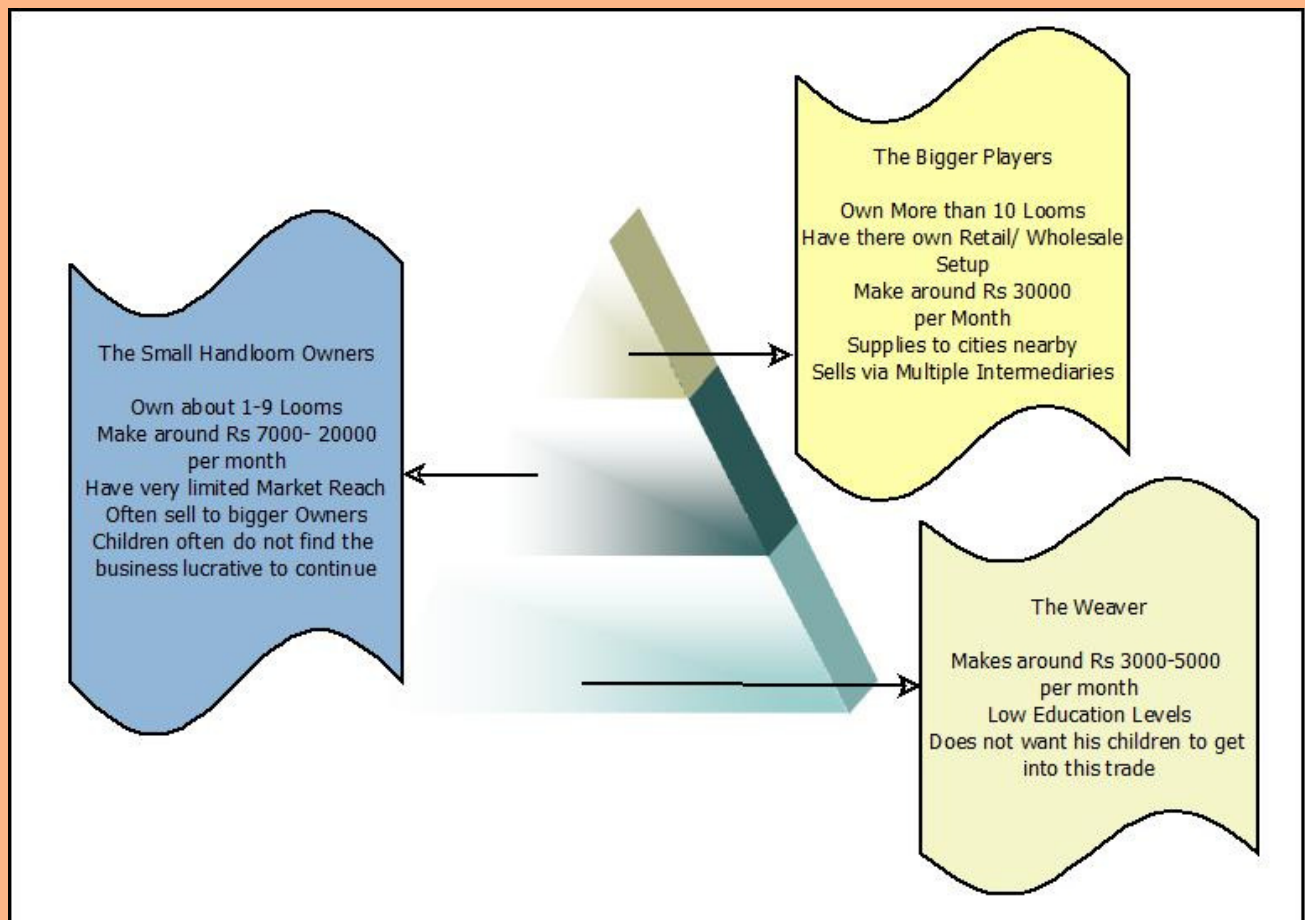 The Bigger Players
Own More than 10 Looms
Have there own Retail/ Wholesale
Setup
Make around Rs 30000
per Month
Supplies to cities nearby
Sells via Multiple Intermediaries
The Small Handloom Owners
Own about 1-9 Looms
Make around Rs 7000- 20000
per month
Have very limited Market Reach
Often sell to bigger Owners
Children often do not find the
business lucrative to continue
The Weaver
Makes around Rs 3000-5000
per month
Low Education Levels
Does not want his children to get
into this trade